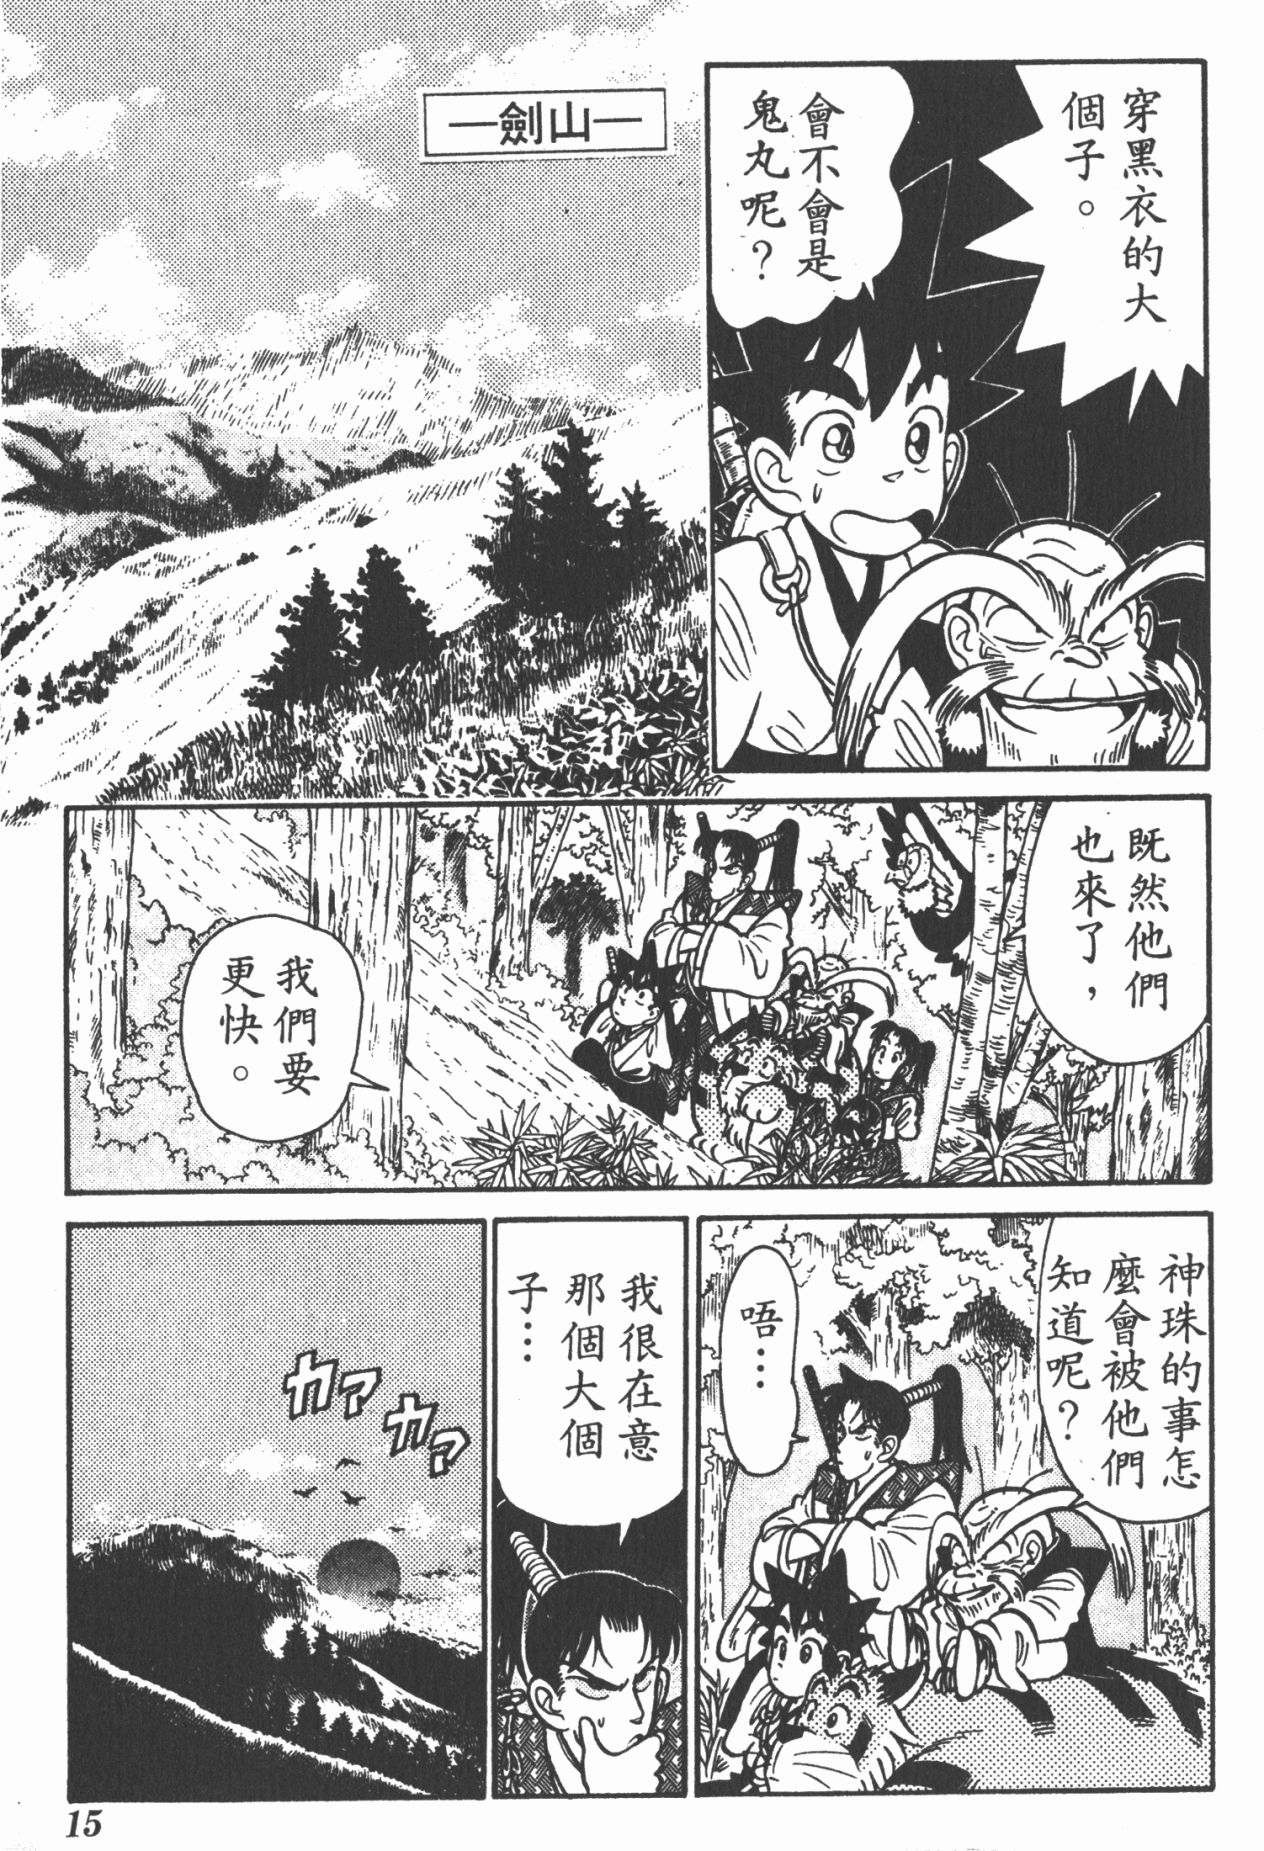 穿黑衣的大
個子。
會不會是
鬼丸呢？
—劍山—
既然他們
也來了，
我們要
更快。
神珠的事怎
麼會被他們
知道呢？
唔…
我很在意
那個大個
子…
カァ
カァ
15